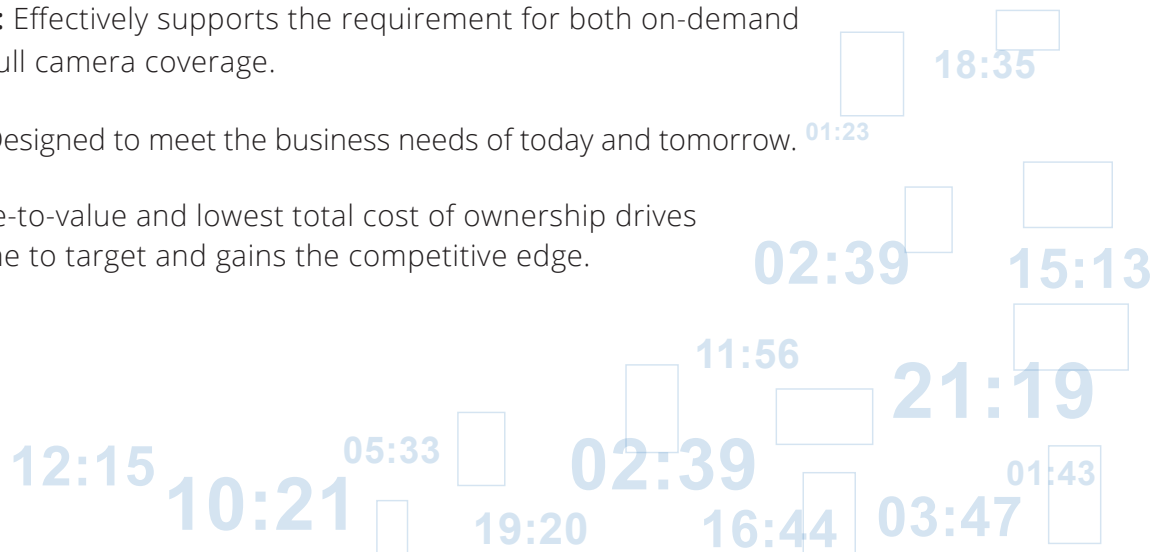 : Effectively supports the requirement for both on-demand
ull camera coverage.
Designed to meet the business needs of today and tomorrow.
e-to-value and lowest total cost of ownership drives
e to target and gains the competitive edge.
18:35
01:23
02:39
15:13
11:56
21:19
05:33
02:39
12:15
01:43
10:21
03:47
19:20
16:44